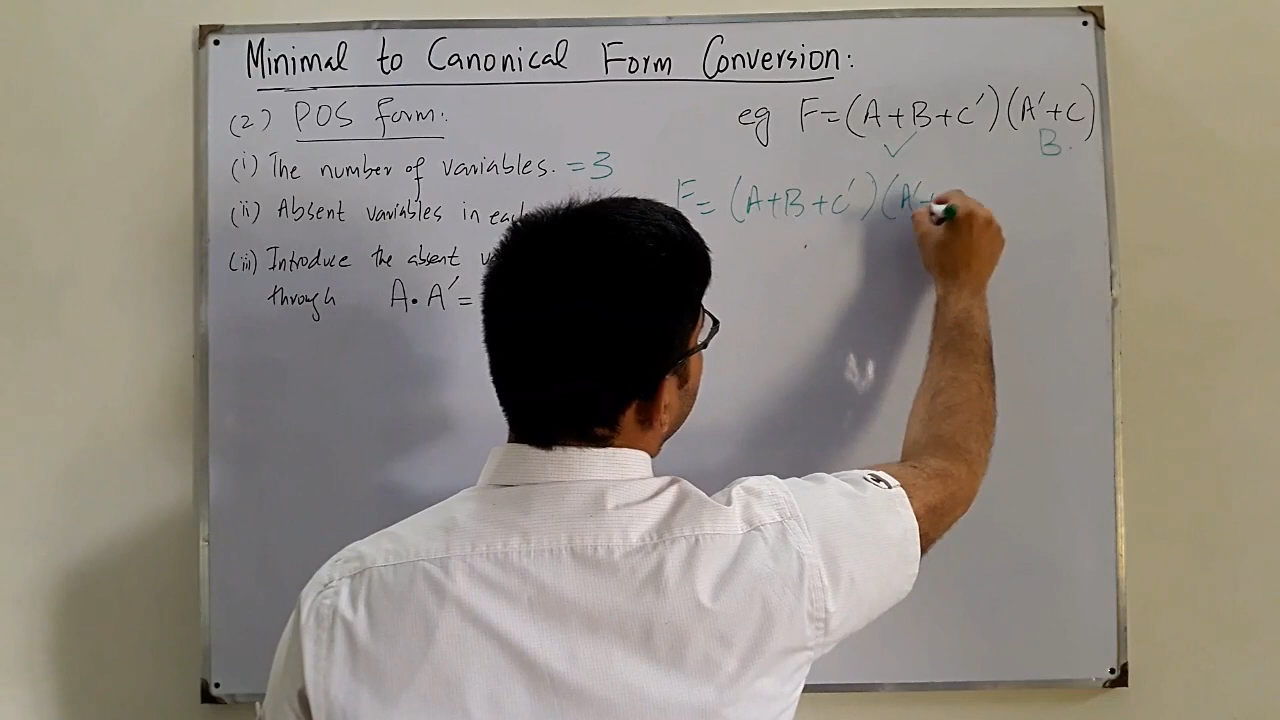 Minimal to Canonical Form Conversion:
(2) POS form:
eg F=(A+B+C')(A'+C)
B.
(i) The number of variables. =3
(ii) Absent variables in
F=(A+B+C')(A'+
(iii) Introduce the absent
through A.A'=